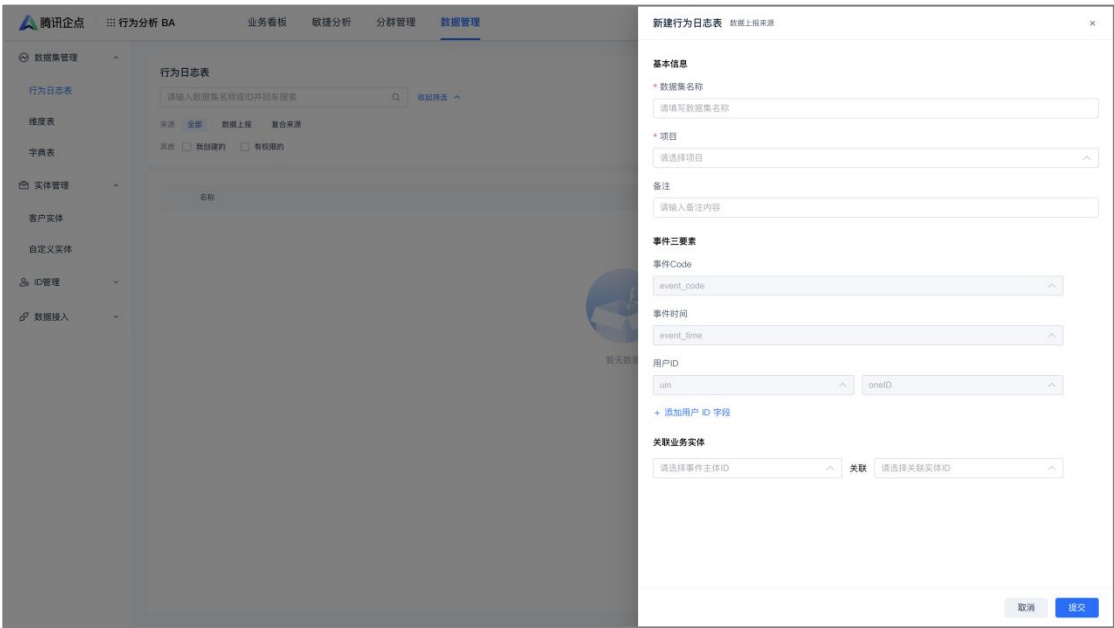 腾讯企点
行为分析 BA
业务看板
敏捷分析
分群管理
数据管理
数据集管理
行为日志表
维度表
字典表
实体管理
客户实体
自定义实体
ID管理
数据接入
行为日志表
请输入数据集名称或ID并回车搜索
收起筛选
来源 全部 数据上报 复合来源
其他 我创建的 有权限的
名称
暂无数据
新建行为日志表 数据上报来源
基本信息
* 数据集名称
请填写数据集名称
* 项目
请选择项目
备注
请输入备注内容
事件三要素
事件Code
event_code
事件时间
event_time
用户ID
uin oneID
+ 添加用户 ID 字段
关联业务实体
请选择事件主体ID 关联 请选择关联实体ID
取消 提交